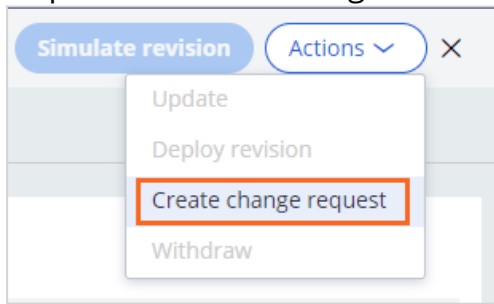 Simulate revision Actions
Update
Deploy revision
Create change request
Withdraw